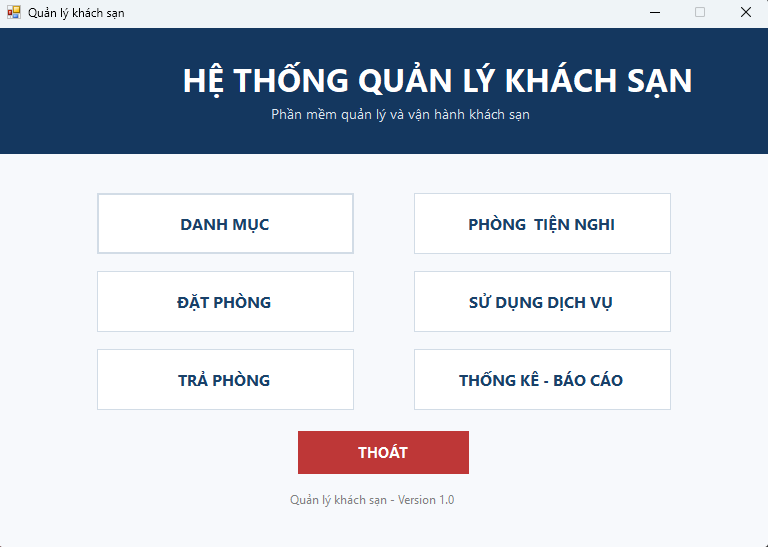 Quản lý khách sạn
HỆ THỐNG QUẢN LÝ KHÁCH SẠN
Phần mềm quản lý và vận hành khách sạn
DANH MỤC
PHÒNG  TIỆN NGHI
ĐẶT PHÒNG
SỬ DỤNG DỊCH VỤ
TRẢ PHÒNG
THỐNG KÊ - BÁO CÁO
THOÁT
Quản lý khách sạn - Version 1.0